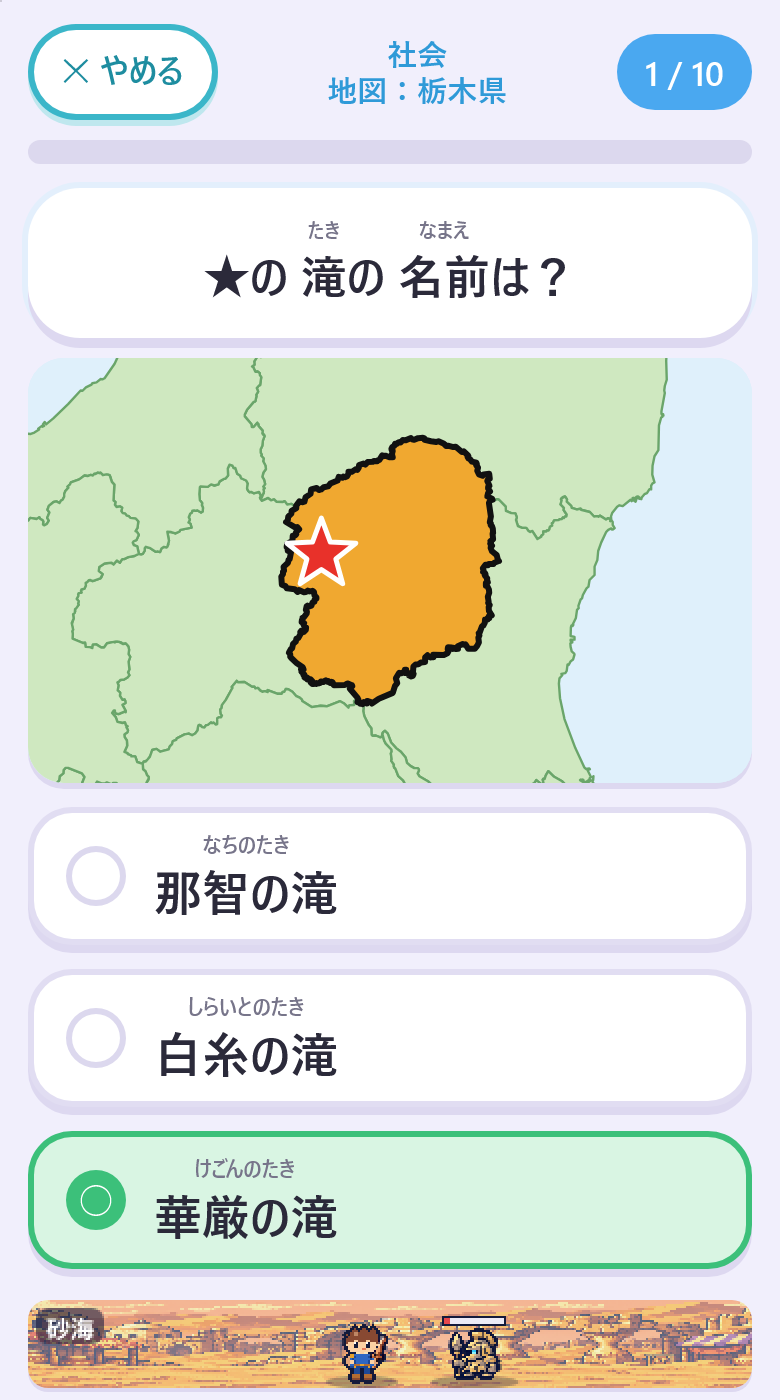 × やめる
社会
地図：栃木県
1 / 10
たき なまえ
★の 滝の 名前は？
なちのたき
那智の滝
しらいとのたき
白糸の滝
けごんのたき
華厳の滝
砂海